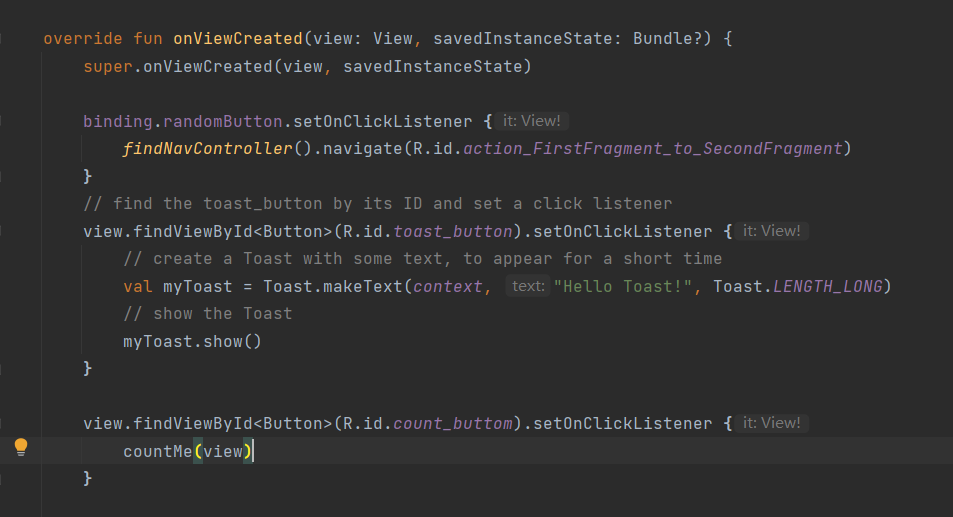 override fun onViewCreated(view: View, savedInstanceState: Bundle?) {
super.onViewCreated(view, savedInstanceState)
binding.randomButton.setOnClickListener { it: View!
findNavController().navigate(R.id.action_FirstFragment_to_SecondFragment)
}
// find the toast_button by its ID and set a click listener
view.findViewById<Button>(R.id.toast_button).setOnClickListener { it: View!
// create a Toast with some text, to appear for a short time
val myToast = Toast.makeText(context, text: "Hello Toast!", Toast.LENGTH_LONG)
// show the Toast
myToast.show()
}
view.findViewById<Button>(R.id.count_buttom).setOnClickListener { it: View!
countMe(view)
}